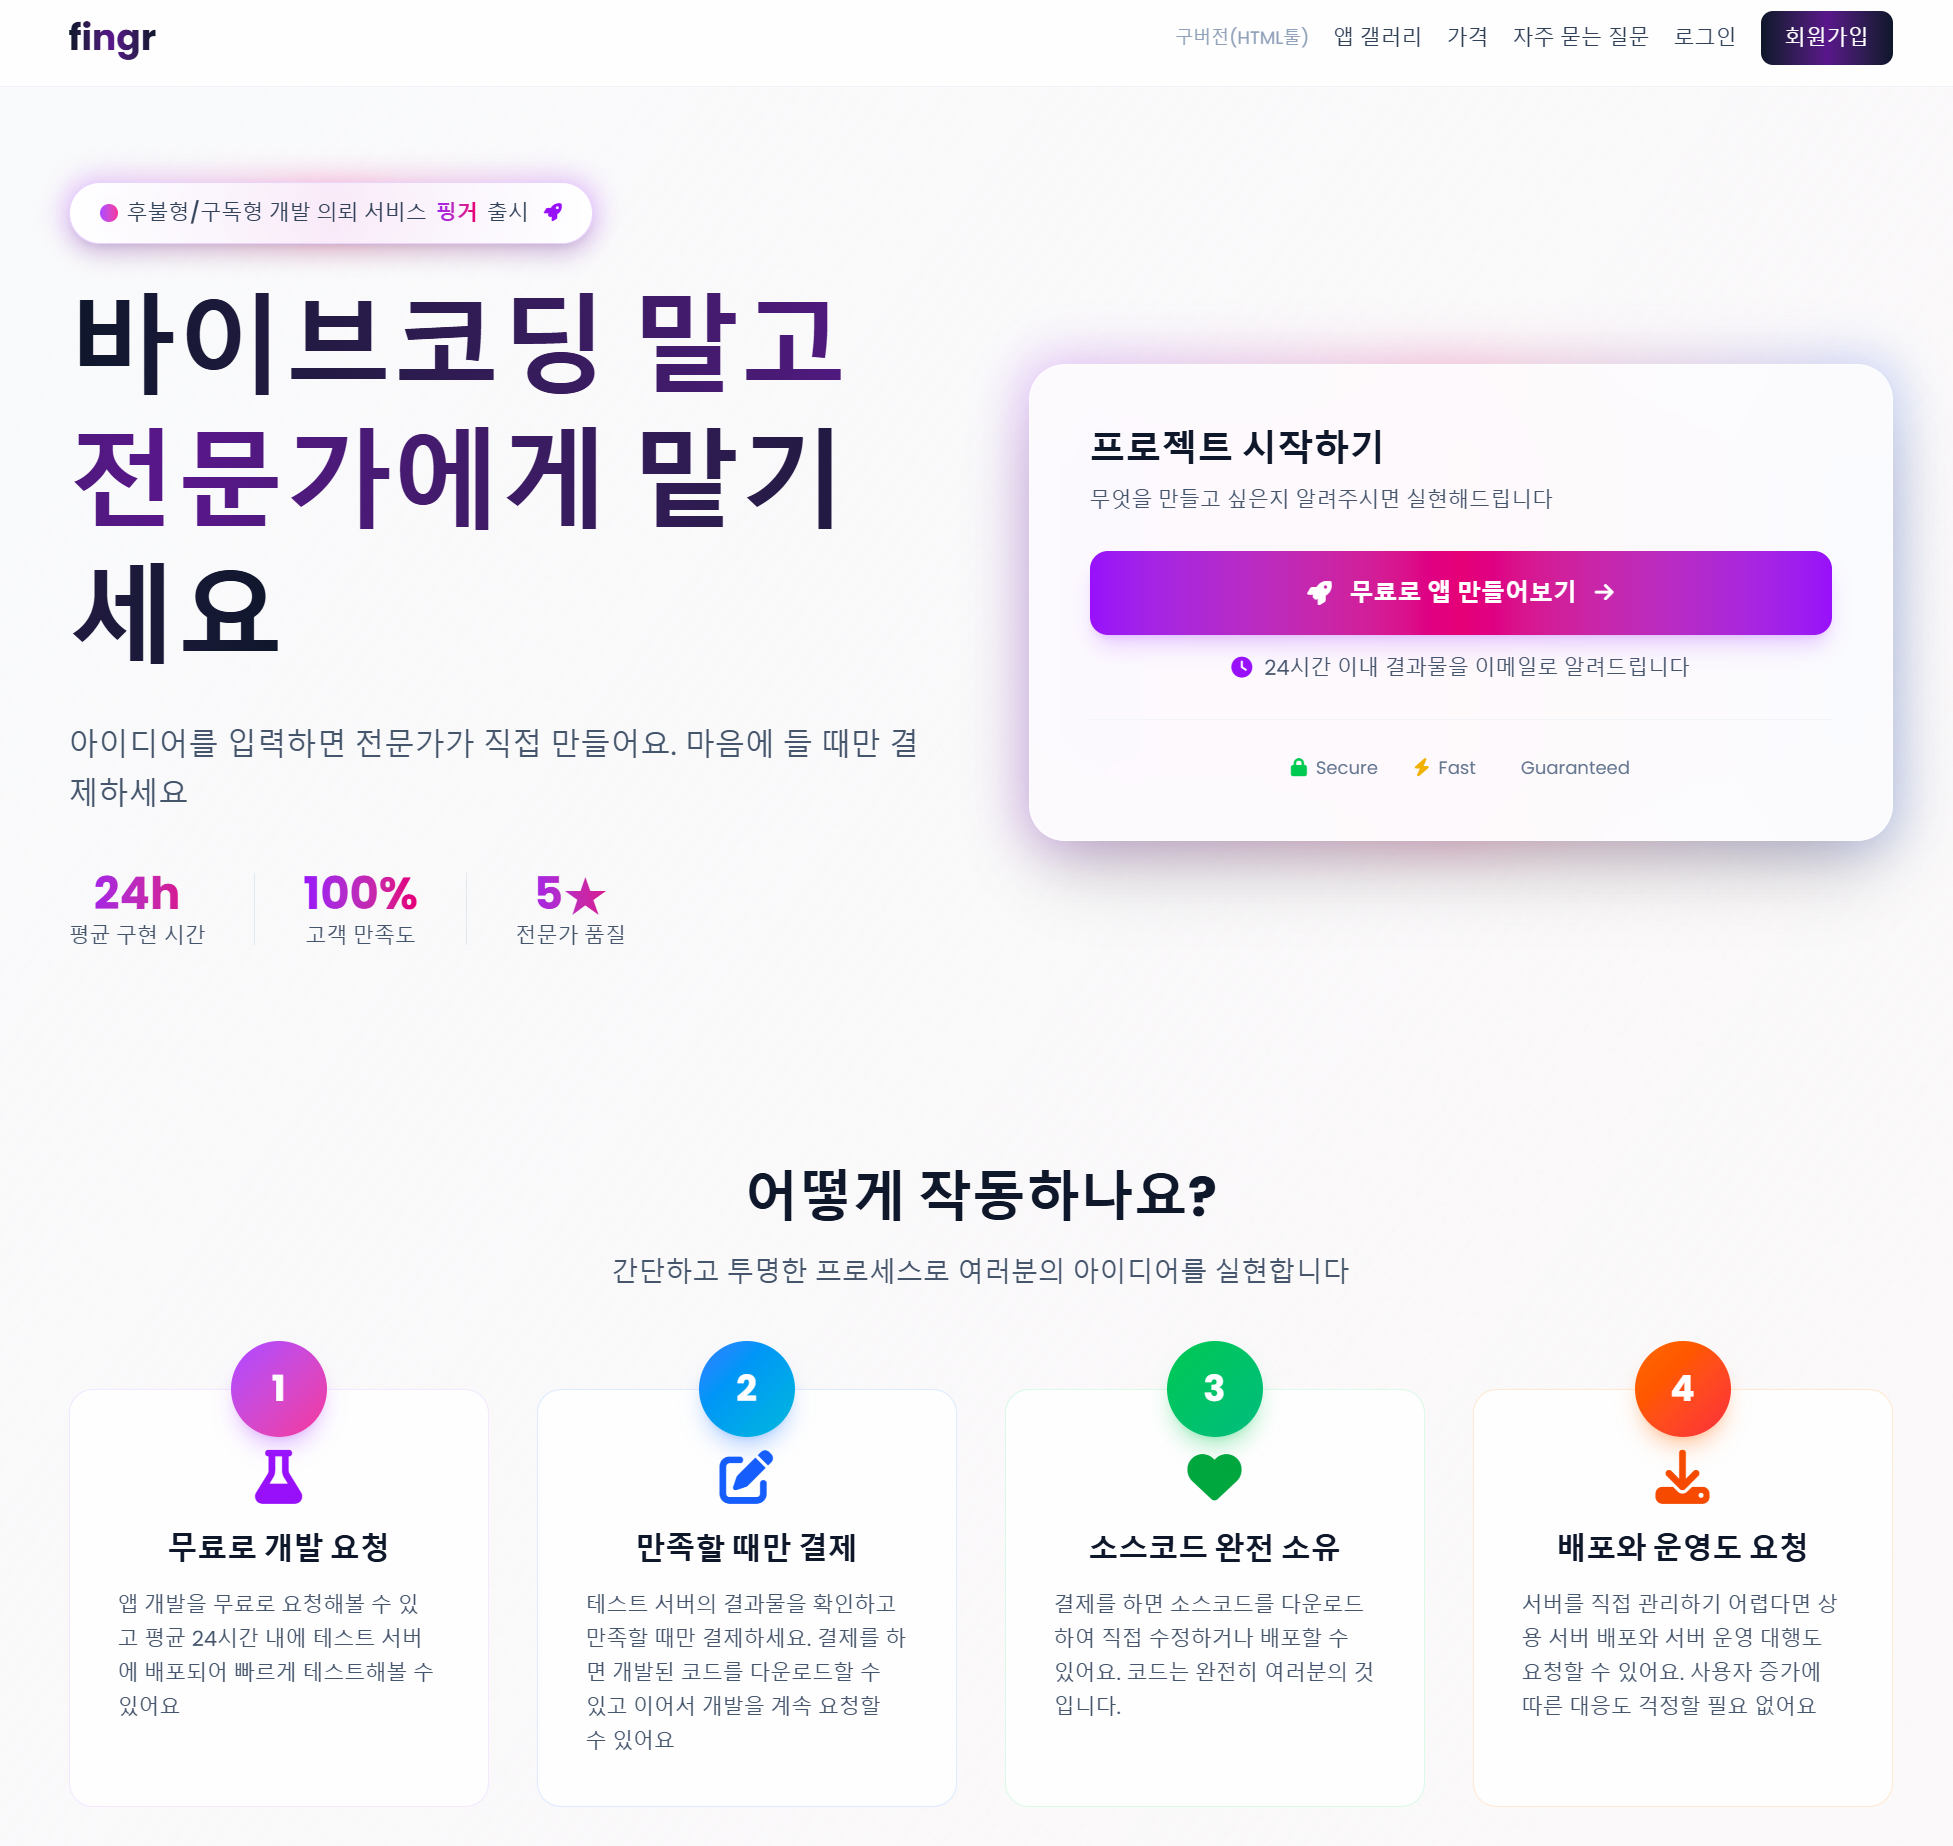 fingr
구버전(HTML툴)
앱 갤러리
가격
자주 묻는 질문
로그인
회원가입
후불형/구독형 개발 의뢰 서비스 핑거 출시
바이브코딩 말고
전문가에게 맡기
세요
아이디어를 입력하면 전문가가 직접 만들어요. 마음에 들 때만 결
제하세요
24h
평균 구현 시간
100%
고객 만족도
5★
전문가 품질
프로젝트 시작하기
무엇을 만들고 싶은지 알려주시면 실현해드립니다
무료로 앱 만들어보기 →
24시간 이내 결과물을 이메일로 알려드립니다
Secure
Fast
Guaranteed
어떻게 작동하나요?
간단하고 투명한 프로세스로 여러분의 아이디어를 실현합니다
1
무료로 개발 요청
앱 개발을 무료로 요청해볼 수 있
고 평균 24시간 내에 테스트 서버
에 배포되어 빠르게 테스트해볼 수
있어요
2
만족할 때만 결제
테스트 서버의 결과물을 확인하고
만족할 때만 결제하세요. 결제를 하
면 개발된 코드를 다운로드할 수
있고 이어서 개발을 계속 요청할
수 있어요
3
소스코드 완전 소유
결제를 하면 소스코드를 다운로드
하여 직접 수정하거나 배포할 수
있어요. 코드는 완전히 여러분의 것
입니다.
4
배포와 운영도 요청
서버를 직접 관리하기 어렵다면 상
용 서버 배포와 서버 운영 대행도
요청할 수 있어요. 사용자 증가에
따른 대응도 걱정할 필요 없어요